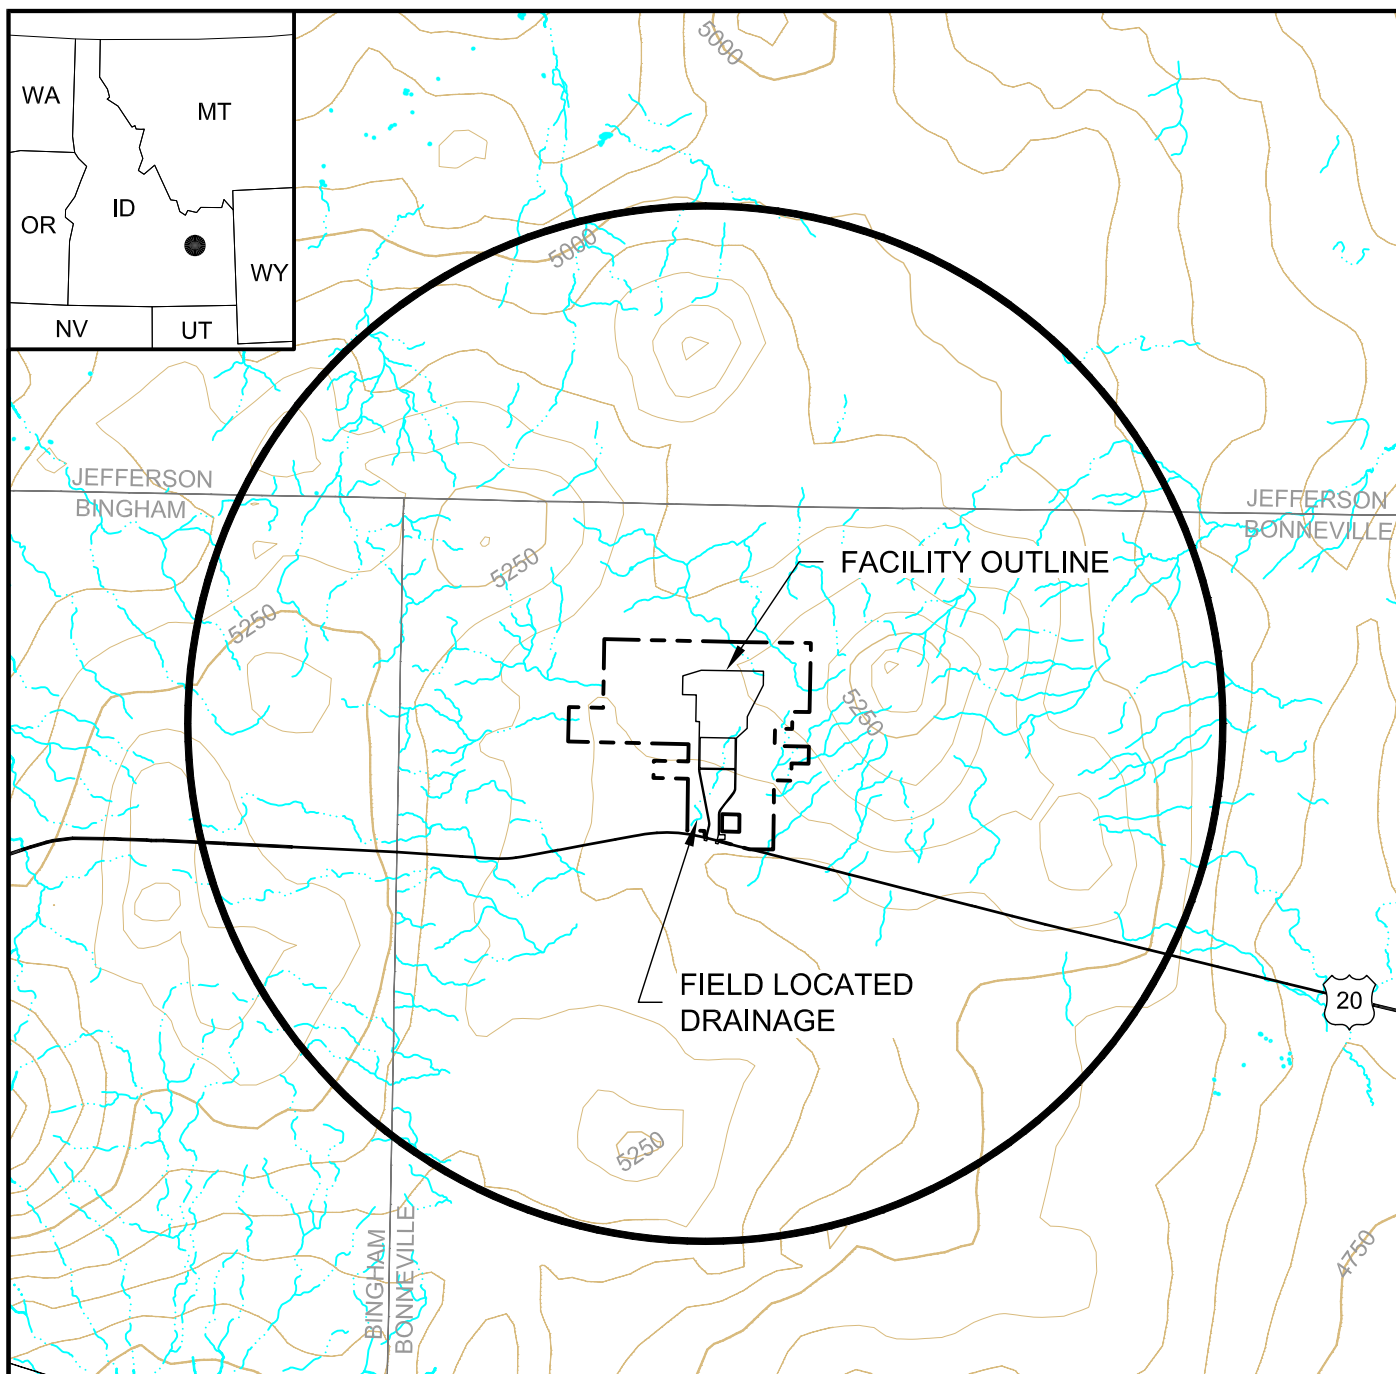 5000
WA
MT
ID
OR
WY
NV
UT
5000
JEFFERSON
BINGHAM
JEFFERSON
BONNEVILLE
FACILITY OUTLINE
5250
5250
5250
FIELD LOCATED
DRAINAGE
20
5250
BINGHAM
BONNEVILLE
4750